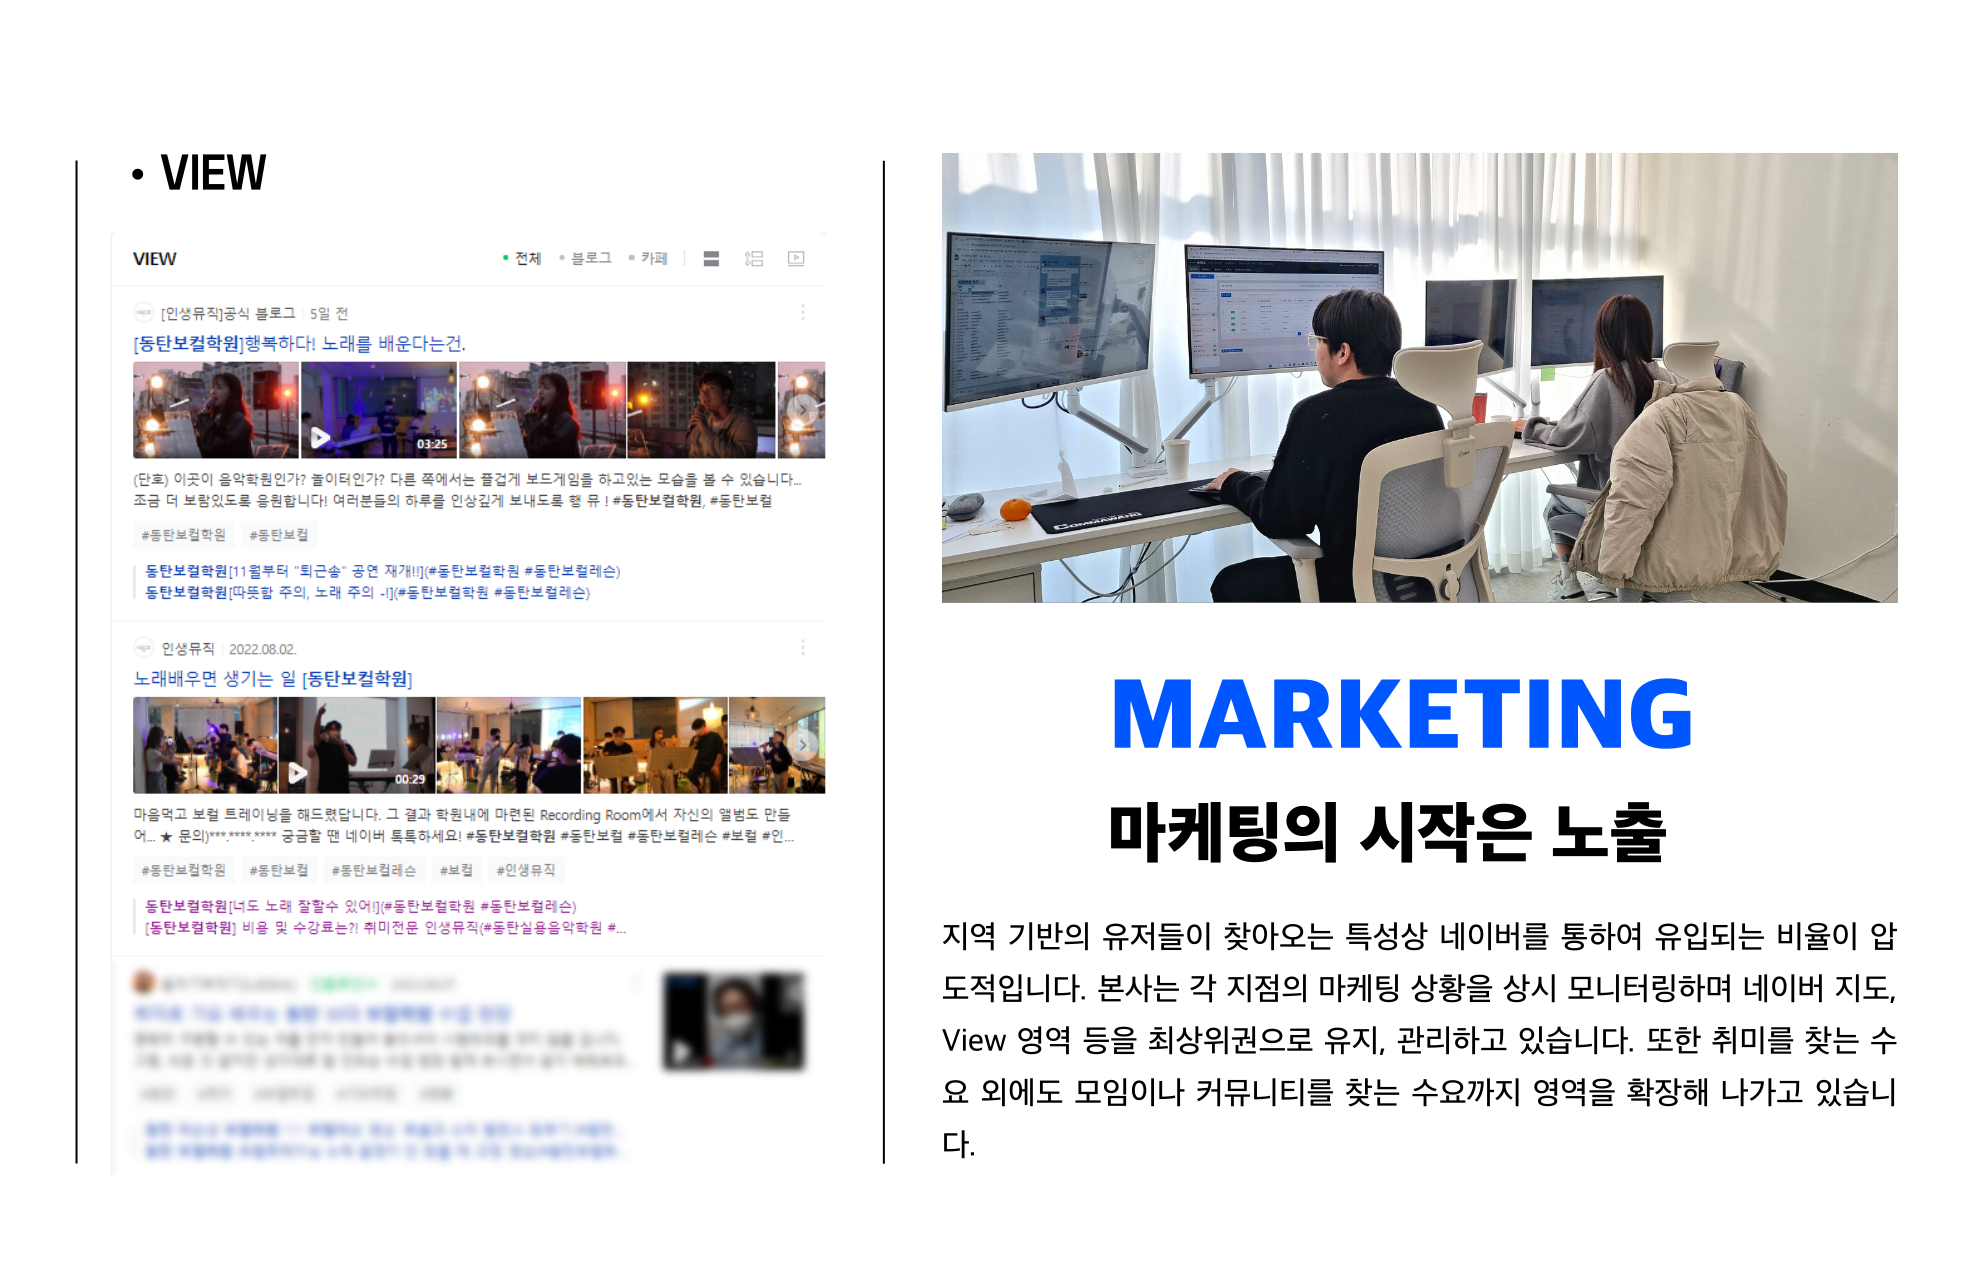 • VIEW
VIEW
• 전체 • 블로그 • 카페
[인생뮤직]공식 블로그 5일 전
[동탄보컬학원]행복하다! 노래를 배운다는건.
03:25
(단호) 이곳이 음악학원인가? 놀이터인가? 다른 쪽에서는 즐겁게 보드게임을 하고있는 모습을 볼 수 있습니다...
조금 더 보람있도록 응원합니다! 여러분들의 하루를 인상깊게 보내도록 행 뮤 ! #동탄보컬학원, #동탄보컬
#동탄보컬학원 #동탄보컬
동탄보컬학원[11월부터 "퇴근송" 공연 재개!!](#동탄보컬학원 #동탄보컬레슨)
동탄보컬학원[따뜻함 주의, 노래 주의 -!](#동탄보컬학원 #동탄보컬레슨)
인생뮤직 2022.08.02.
노래배우면 생기는 일 [동탄보컬학원]
00:29
마음먹고 보컬 트레이닝을 해드렸답니다. 그 결과 학원내에 마련된 Recording Room에서 자신의 앨범도 만들
어... ★ 문의)***.****.**** 궁금할 땐 네이버 톡톡하세요! #동탄보컬학원 #동탄보컬 #동탄보컬레슨 #보컬 #인...
#동탄보컬학원 #동탄보컬 #동탄보컬레슨 #보컬 #인생뮤직
동탄보컬학원[너도 노래 잘할수 있어!](#동탄보컬학원 #동탄보컬레슨)
[동탄보컬학원] 비용 및 수강료는?! 취미전문 인생뮤직(#동탄실용음악학원 #...
COMMAWANG
MARKETING
마케팅의 시작은 노출
지역 기반의 유저들이 찾아오는 특성상 네이버를 통하여 유입되는 비율이 압
도적입니다. 본사는 각 지점의 마케팅 상황을 상시 모니터링하며 네이버 지도,
View 영역 등을 최상위권으로 유지, 관리하고 있습니다. 또한 취미를 찾는 수
요 외에도 모임이나 커뮤니티를 찾는 수요까지 영역을 확장해 나가고 있습니
다.